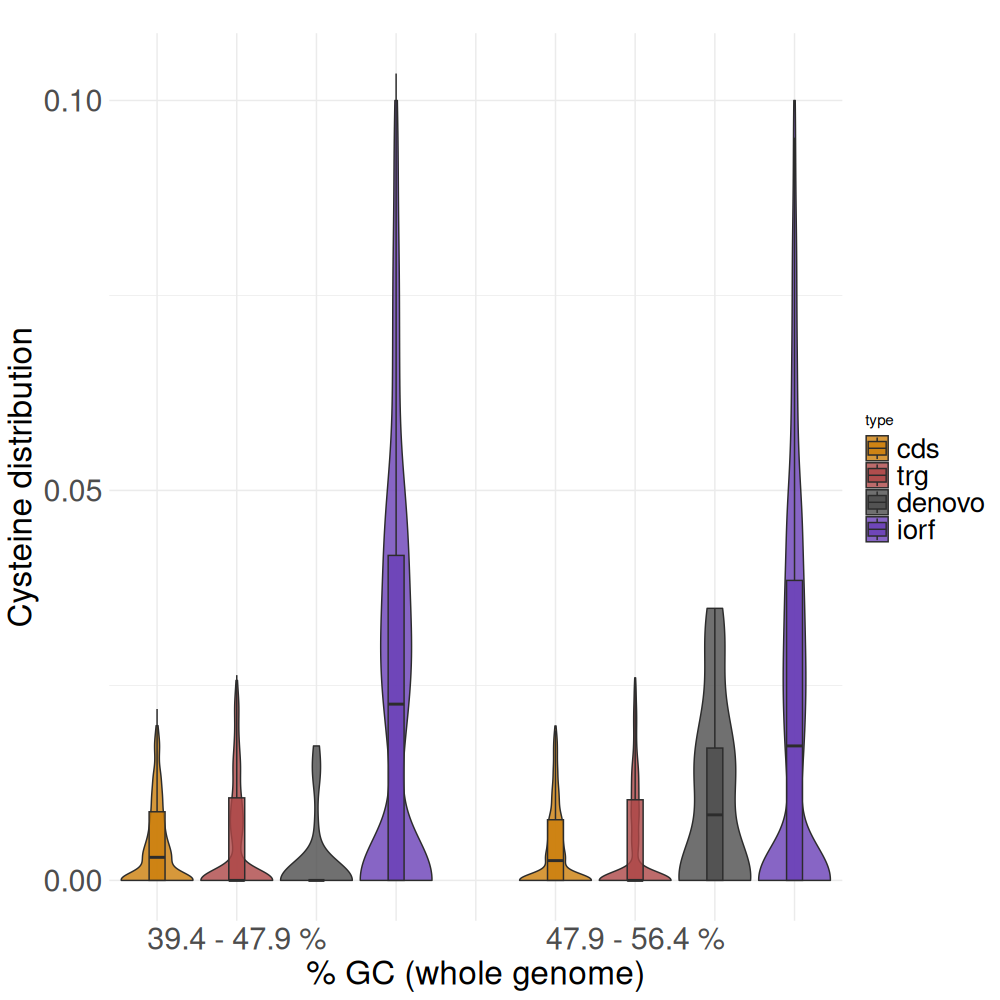 0.10
0.05
0.00
Cysteine distribution
39.4 - 47.9 %
47.9 - 56.4 %
% GC (whole genome)
type
cds
trg
denovo
iorf